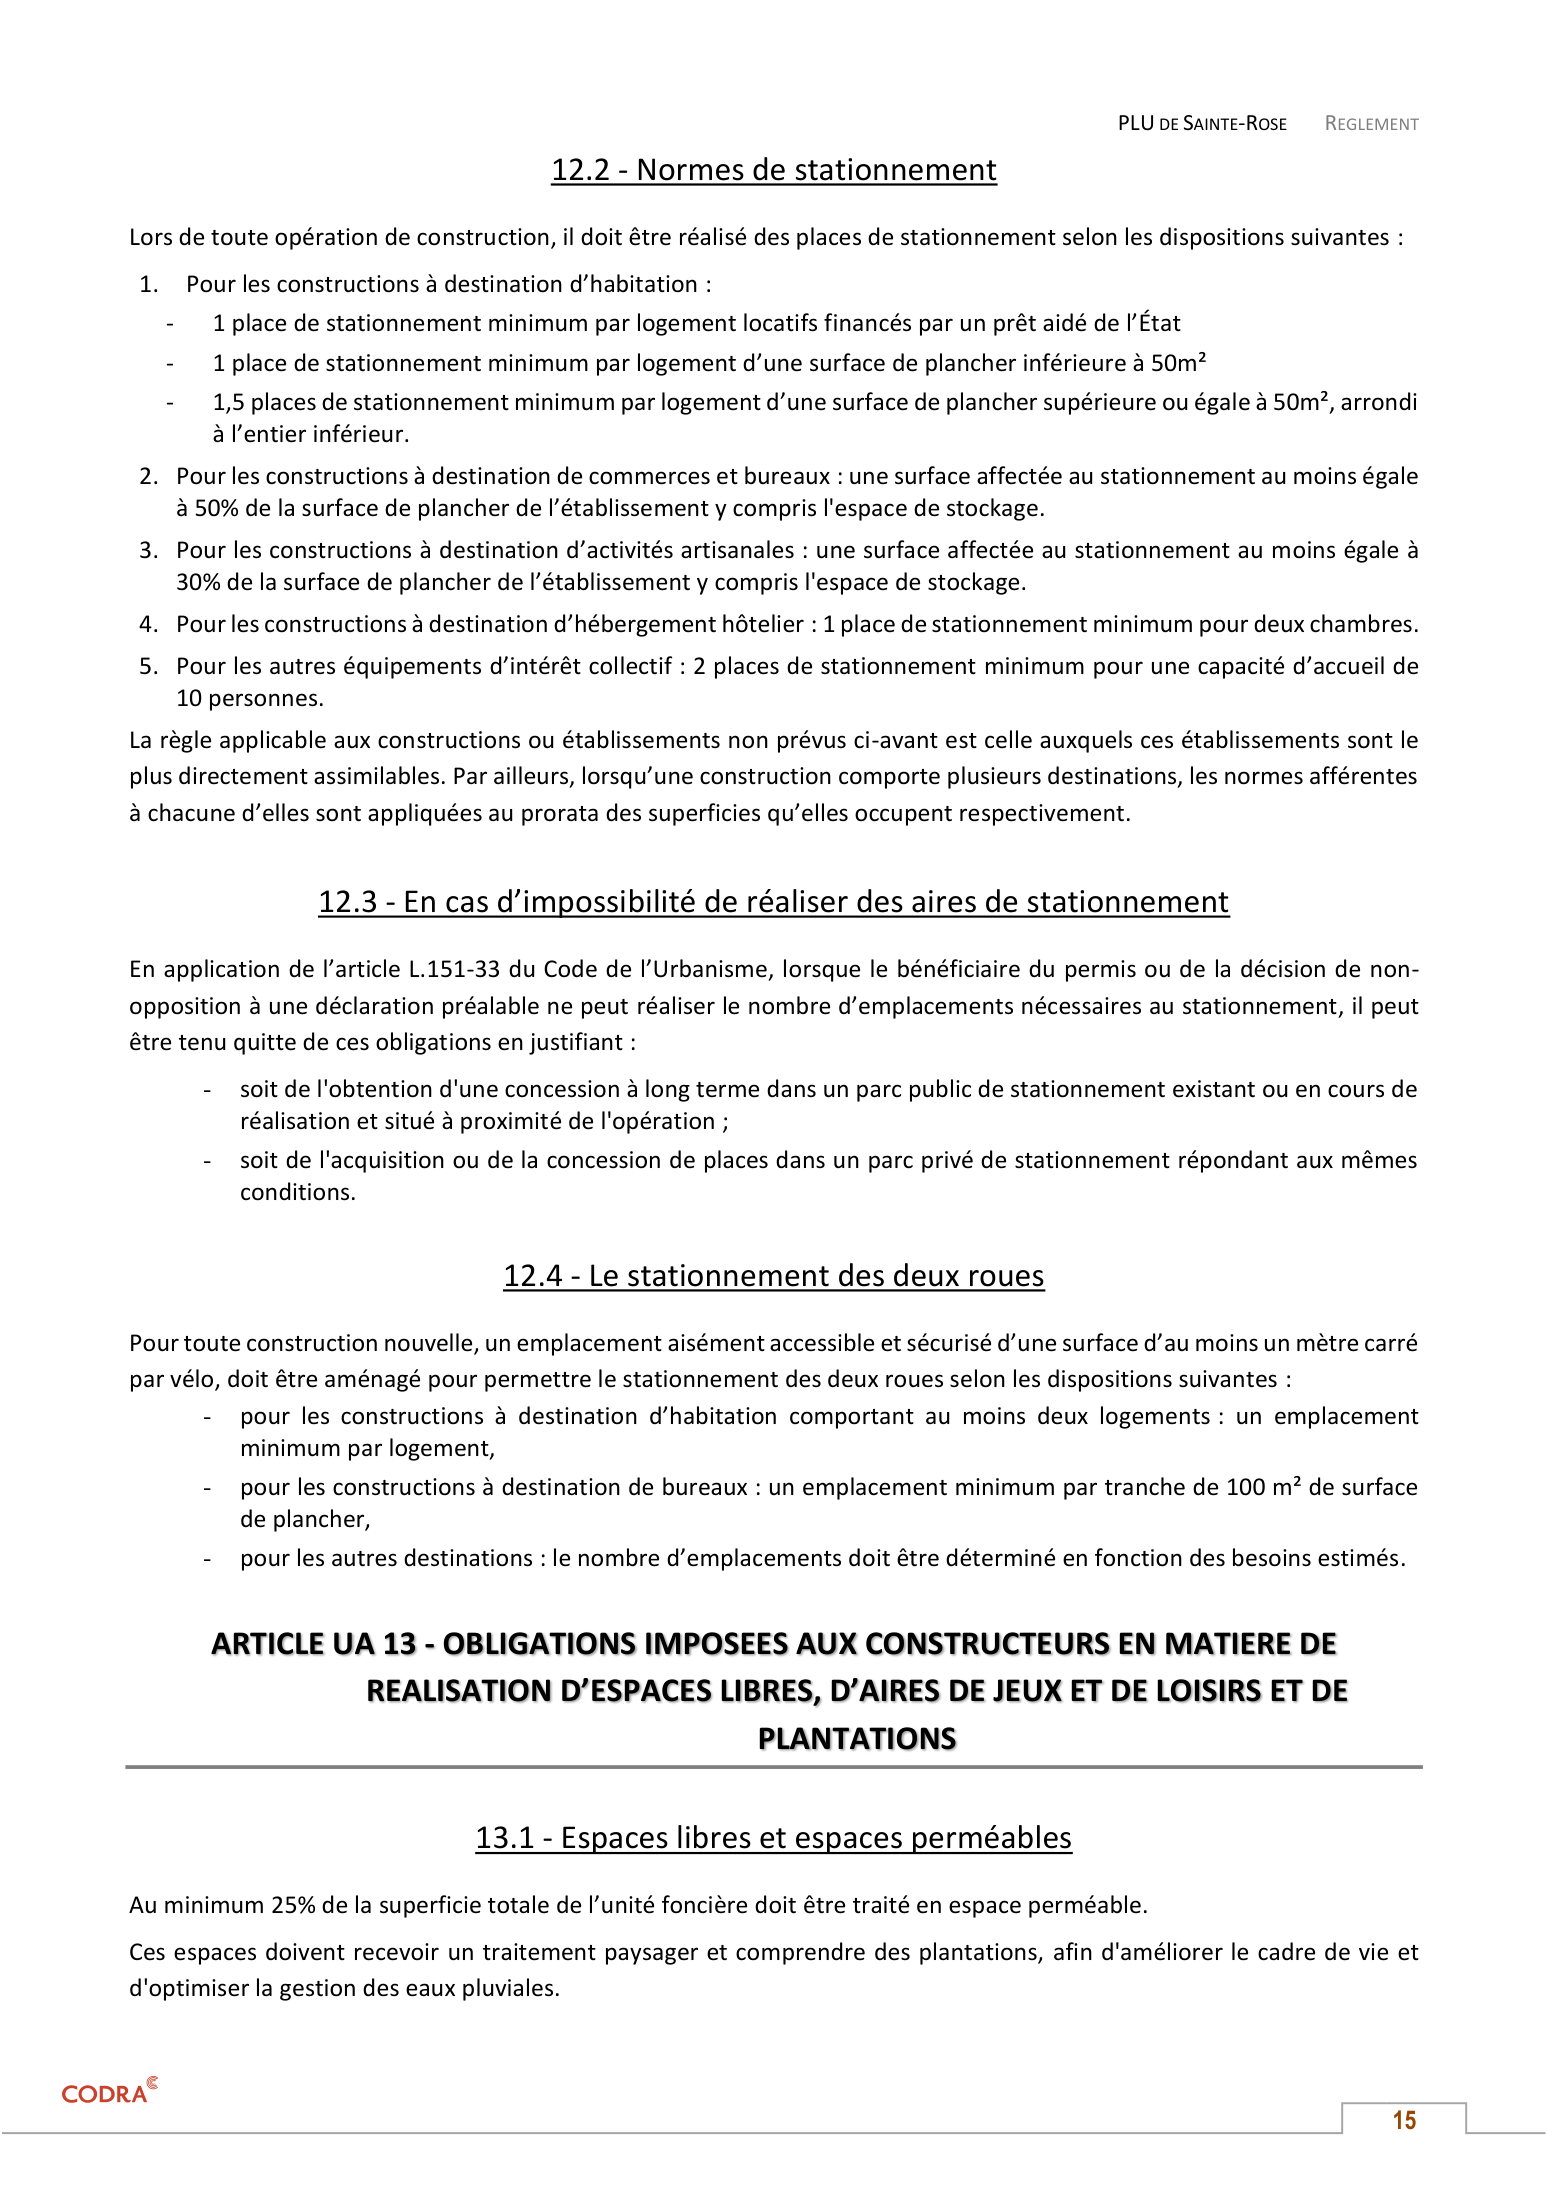 PLU DE SAINTE-ROSE REGLEMENT
12.2 - Normes de stationnement
Lors de toute opération de construction, il doit être réalisé des places de stationnement selon les dispositions suivantes :
1. Pour les constructions à destination d’habitation :
- 1 place de stationnement minimum par logement locatifs financés par un prêt aidé de l’État
- 1 place de stationnement minimum par logement d’une surface de plancher inférieure à 50m²
- 1,5 places de stationnement minimum par logement d’une surface de plancher supérieure ou égale à 50m², arrondi
à l’entier inférieur.
2. Pour les constructions à destination de commerces et bureaux : une surface affectée au stationnement au moins égale
à 50% de la surface de plancher de l’établissement y compris l'espace de stockage.
3. Pour les constructions à destination d’activités artisanales : une surface affectée au stationnement au moins égale à
30% de la surface de plancher de l’établissement y compris l'espace de stockage.
4. Pour les constructions à destination d’hébergement hôtelier : 1 place de stationnement minimum pour deux chambres.
5. Pour les autres équipements d’intérêt collectif : 2 places de stationnement minimum pour une capacité d’accueil de
10 personnes.
La règle applicable aux constructions ou établissements non prévus ci-avant est celle auxquels ces établissements sont le
plus directement assimilables. Par ailleurs, lorsqu’une construction comporte plusieurs destinations, les normes afférentes
à chacune d’elles sont appliquées au prorata des superficies qu’elles occupent respectivement.
12.3 - En cas d’impossibilité de réaliser des aires de stationnement
En application de l’article L.151-33 du Code de l’Urbanisme, lorsque le bénéficiaire du permis ou de la décision de non-
opposition à une déclaration préalable ne peut réaliser le nombre d’emplacements nécessaires au stationnement, il peut
être tenu quitte de ces obligations en justifiant :
- soit de l'obtention d'une concession à long terme dans un parc public de stationnement existant ou en cours de
réalisation et situé à proximité de l'opération ;
- soit de l'acquisition ou de la concession de places dans un parc privé de stationnement répondant aux mêmes
conditions.
12.4 - Le stationnement des deux roues
Pour toute construction nouvelle, un emplacement aisément accessible et sécurisé d’une surface d’au moins un mètre carré
par vélo, doit être aménagé pour permettre le stationnement des deux roues selon les dispositions suivantes :
- pour les constructions à destination d’habitation comportant au moins deux logements : un emplacement
minimum par logement,
- pour les constructions à destination de bureaux : un emplacement minimum par tranche de 100 m² de surface
de plancher,
- pour les autres destinations : le nombre d’emplacements doit être déterminé en fonction des besoins estimés.
ARTICLE UA 13 - OBLIGATIONS IMPOSEES AUX CONSTRUCTEURS EN MATIERE DE
REALISATION D’ESPACES LIBRES, D’AIRES DE JEUX ET DE LOISIRS ET DE
PLANTATIONS
13.1 - Espaces libres et espaces perméables
Au minimum 25% de la superficie totale de l’unité foncière doit être traité en espace perméable.
Ces espaces doivent recevoir un traitement paysager et comprendre des plantations, afin d'améliorer le cadre de vie et
d'optimiser la gestion des eaux pluviales.
CODRA
15